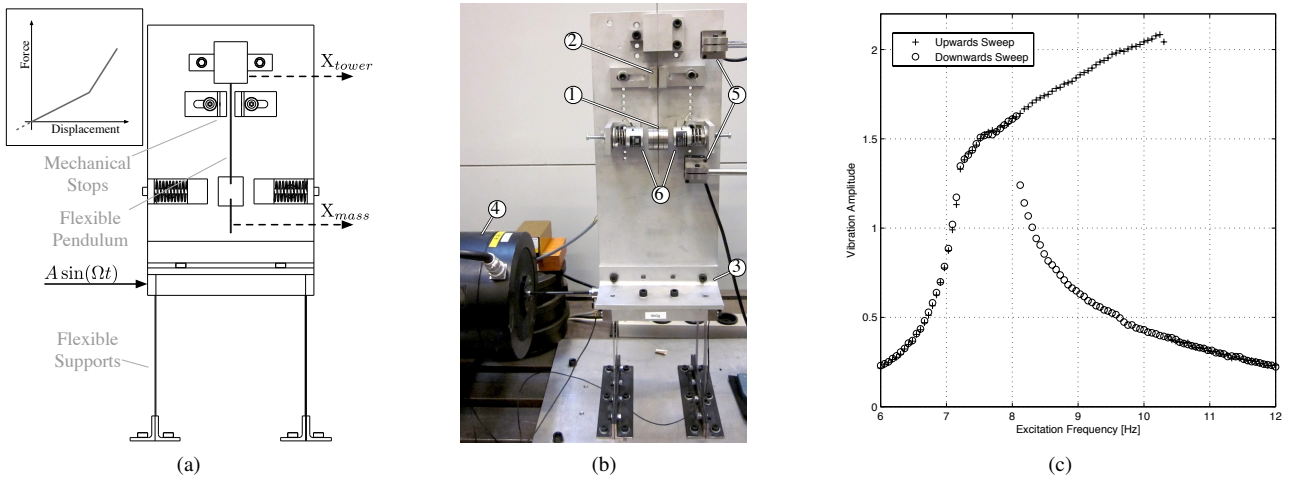 Force
Displacement
X_tower
Mechanical
Stops
Flexible
Pendulum
X_mass
A sin(Ωt)
Flexible
Supports
(a)
2
1
5
6
4
3
(b)
Upwards Sweep
Downwards Sweep
Vibration Amplitude
2
1.5
1
0.5
0
6 7 8 9 10 11 12
Excitation Frequency [Hz]
(c)